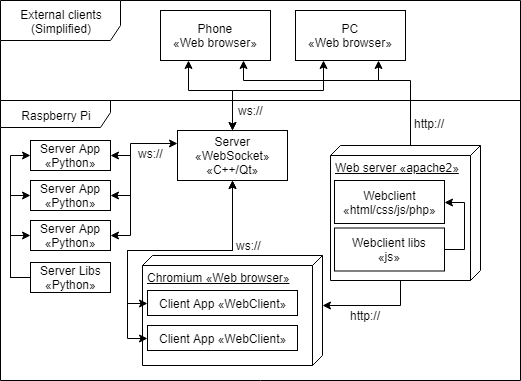 External clients
(Simplified)
Phone
«Web browser»
PC
«Web browser»
Raspberry Pi
ws://
http://
Server App
«Python»
ws://
Server
«WebSocket»
«C++/Qt»
Web server «apache2»
Server App
«Python»
Webclient
«html/css/js/php»
Server App
«Python»
Webclient libs
«js»
ws://
Server Libs
«Python»
Chromium «Web browser»
Client App «WebClient»
http://
Client App «WebClient»